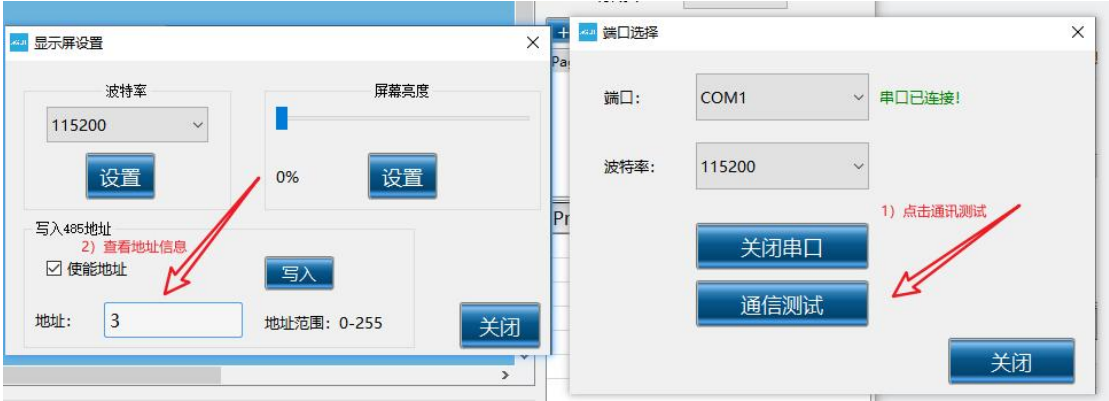 显示屏设置
波特率
115200
设置
屏幕亮度
0%
设置
写入485地址
2）查看地址信息
使能地址
写入
地址：
3
地址范围：0-255
关闭
Pa
Pr
端口选择
端口：
COM1
串口已连接!
波特率：
115200
1）点击通讯测试
关闭串口
通信测试
关闭